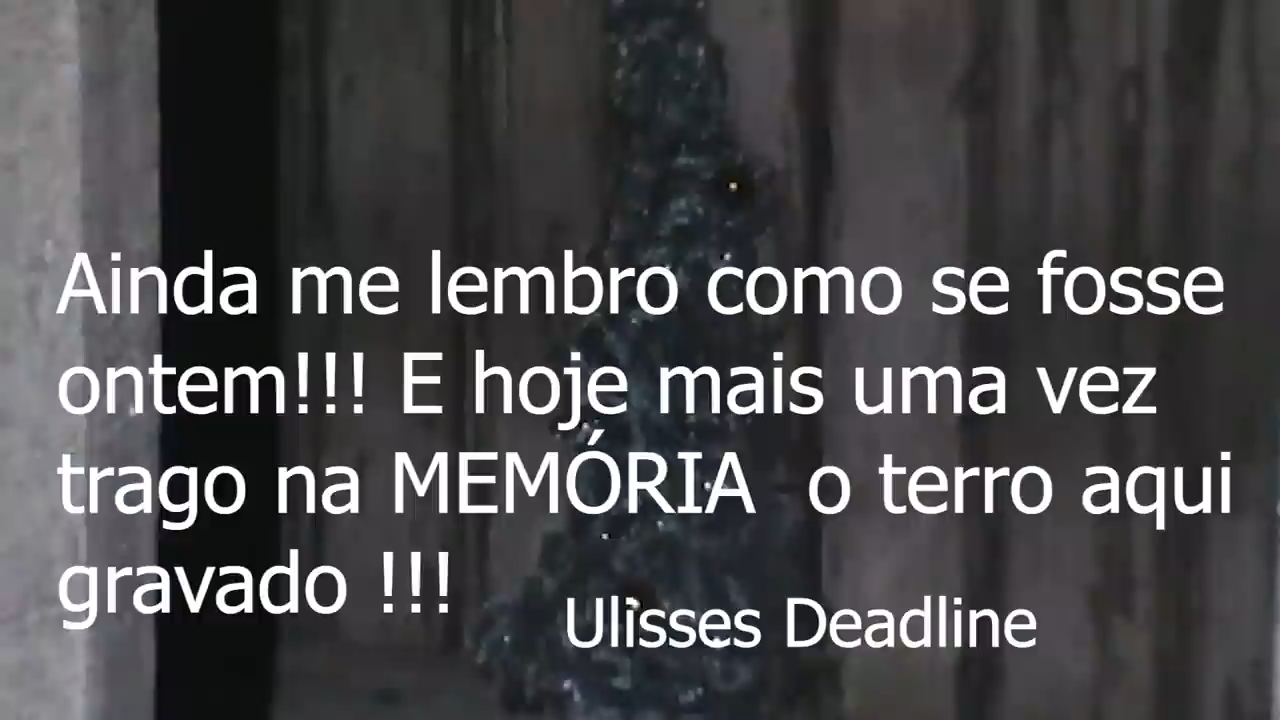 Ainda me lembro como se fosse
ontem!!! E hoje mais uma vez
trago na MEMÓRIA  o terro aqui
gravado !!!
Ulisses Deadline